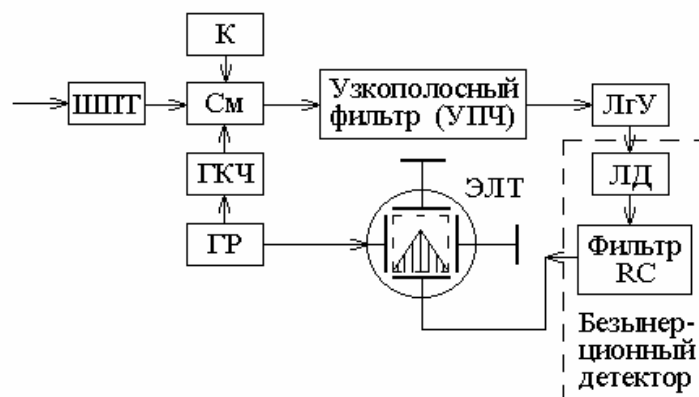 К
ШПТ
См
Узкополосный
фильтр (УПЧ)
ЛгУ
ГКЧ
ЭЛТ
ЛД
ГР
Фильтр
RC
Безынер-
ционный
детектор